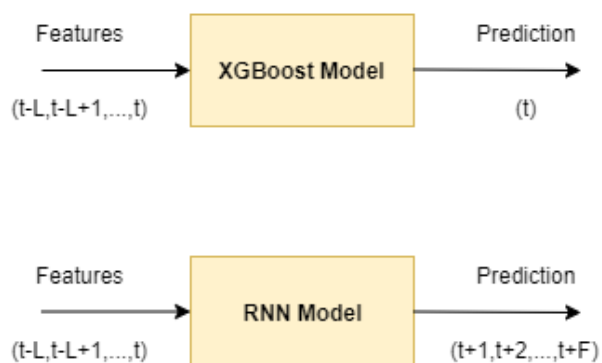 Features
Prediction
XGBoost Model
(t-L,t-L+1,...,t)
(t)
Features
Prediction
RNN Model
(t-L,t-L+1,...,t)
(t+1,t+2,...,t+F)